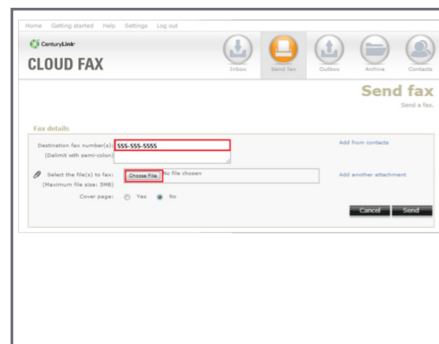 Home Getting started Help Settings Log out
CenturyLink
CLOUD FAX
Inbox Send fax Outbox Archive Contacts
Send fax
Send a fax.
Fax details
Destination fax number(s): 555-555-5555 Add from contacts
(Delimit with semi-colon)
Select the file(s) to fax: Choose File No file chosen Add another attachment
(Maximum file size: 5MB)
Cover page: Yes No
Cancel Send